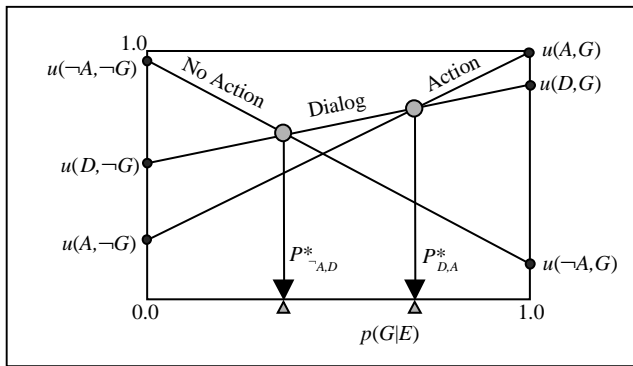 1.0
u(¬A,¬G)
No Action
Dialog
Action
u(A,G)
u(D,G)
u(D,¬G)
u(A,¬G)
P*¬A,D
P*D,A
u(¬A,G)
0.0
1.0
p(G|E)